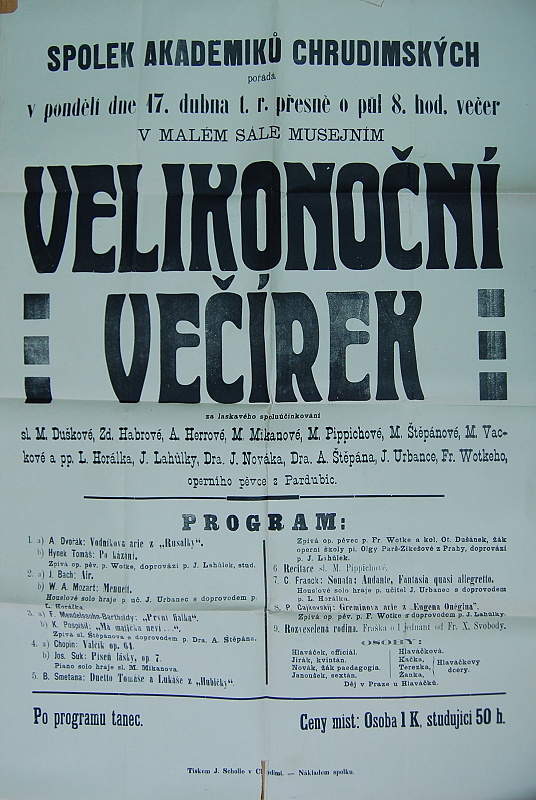 SPOLEK AKADEMIKŮ CHRUDIMSKÝCH
pořádá
v pondělí dne 17. dubna t. r. přesně o půl 8. hod. večer
V MALÉM SÁLE MUSEJNÍM
VELIKONOČNÍ
VEČÍREK
za laskavého spoluúčinkování
sl. M. Duškové, Zd. Habrové, A. Herrové, M. Mikanové, M. Pippichové, M. Štěpánové, M. Vac-
kové a pp. L. Horálka, J. Lahůlky, Dra. J. Nováka, Dra. A. Štěpána, J. Urbance, Fr. Wotkeho,
operního pěvce z Pardubic.
PROGRAM:
1. a) A. Dvořák: Vodníkova arie z „Rusalky".
b) Hynek Tomáš: Po kázání.
Zpívá op. pěv. p. Wotke, doprovází p. J. Lahůlek, stud.
2. a) J. Bach: Air.
b) W. A. Mozart: Menuett.
Houslové solo hraje p. uč. J. Urbanec s doprovodem p.
L. Horálka.
3. a) F. Mendelssohn-Bartholdy: „První fialka".
b) K. Pospíšil: „Má matička neví . . ."
Zpívá sl. Štěpánova s doprovodem p. Dra. A. Štěpána.
4. a) Chopin: Valčík op. 64.
b) Jos. Suk: Píseň lásky, op. 7.
Piano solo hraje sl. M. Mikanova.
5. B. Smetana: Duetto Tomáše a Lukáše z „Hubičky".
Zpívá op. pěvec p. Fr. Wotke a kol. Ot. Dušánek, žák
operní školy pí. Olgy Parš-Zikešové z Prahy, doprovází
p. J. Lahůlek.
6 Recitace sl. M. Pippichové.
7. C. Franck: Sonata: Andante, Fantasia quasi allegretto.
Houslové solo hraje p. učitel J. Urbanec s doprovodem
p. L. Horálka.
8. P. Čajkovskij: Greminova arie z „Eugena Oněgina".
Zpívá op. pěv. p. F. Wotke s doprovodem p. J. Lahulky.
9. Rozveselená rodina. Fraška o 1 jednání od Fr. X. Svobody.
OSOBY:
Hlaváček, officiál. Hlaváčková.
Jirák, kvintán. Kačka,
Novák, žák paedagogia. Terezka, Hlaváčkovy
Janoušek, sextán. Žanka, dcery.
Děj v Praze u Hlaváčků.
Po programu tanec.
Ceny míst: Osoba 1 K, studující 50 h.
Tiskem J. Scholle v Chrudimi. — Nákladem spolku.